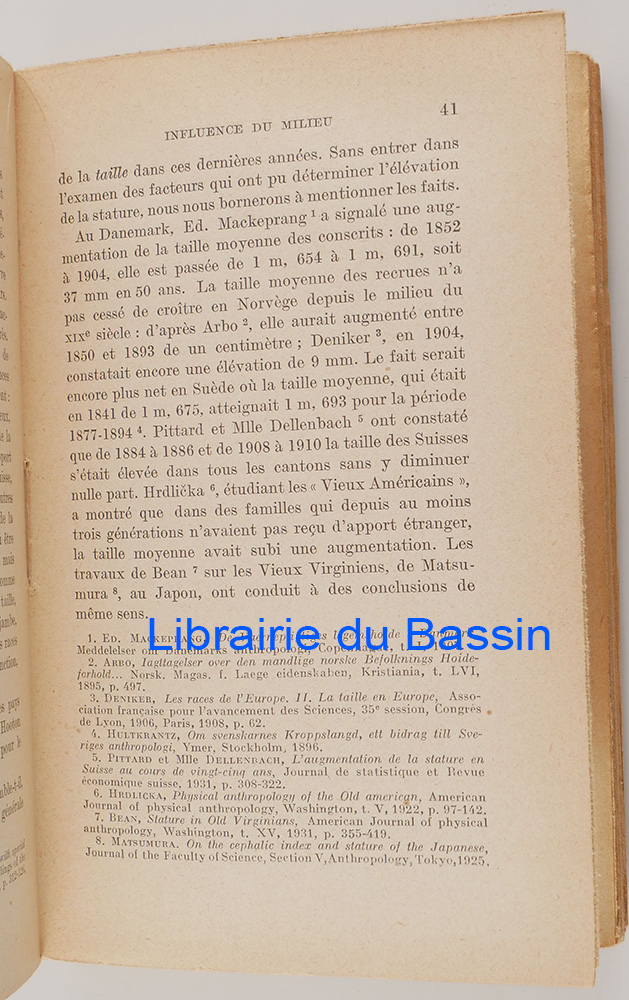 INFLUENCE DU MILIEU 41
de la taille dans ces dernières années. Sans entrer dans
l'examen des facteurs qui ont pu déterminer l'élévation
de la stature, nous nous bornerons à mentionner les faits.
Au Danemark, Ed. Mackeprang 1 a signalé une aug-
mentation de la taille moyenne des conscrits : de 1852
à 1904, elle est passée de 1 m, 654 à 1 m, 691, soit
37 mm en 50 ans. La taille moyenne des recrues n'a
pas cessé de croître en Norvège depuis le milieu du
XIXe siècle : d'après Arbo 2, elle aurait augmenté entre
1850 et 1893 de un centimètre ; Deniker 3, en 1904,
constatait encore une élévation de 9 mm. Le fait serait
encore plus net en Suède où la taille moyenne, qui était
en 1841 de 1 m, 675, atteignait 1 m, 693 pour la période
1877-1894 4. Pittard et Mlle Dellenbach 5 ont constaté
que de 1884 à 1886 et de 1908 à 1910 la taille des Suisses
s'était élevée dans tous les cantons sans y diminuer
nulle part. Hrdlička 6, étudiant les « Vieux Américains »,
a montré que dans des familles qui depuis au moins
trois générations n'avaient pas reçu d'apport étranger,
la taille moyenne avait subi une augmentation. Les
travaux de Bean 7 sur les Vieux Virginiens, de Matsu-
mura 8, au Japon, ont conduit à des conclusions de
même sens.
Librairie du Bassin
1. ED. MACKEPRANG,
Meddelelser om Danemarks anthropologi,
2. ARBO, Iagttagelser over den mandlige norske Befolknings Hoide-
forhold... Norsk. Magas. f. Laege eidenskaben, Kristiania, t. LVI,
1895, p. 497.
3. DENIKER, Les races de l'Europe. II. La taille en Europe, Asso-
ciation française pour l'avancement des Sciences, 35e session, Congrès
de Lyon, 1906, Paris, 1908, p. 62.
4. HULTKRANTZ, Om svenskarnes Kroppslangd, ett bidrag till Sve-
riges anthropologi, Ymer, Stockholm, 1896.
5. PITTARD et Mlle DELLENBACH, L'augmentation de la stature en
Suisse au cours de vingt-cinq ans, Journal de statistique et Revue
économique suisse, 1931, p. 308-322.
6. HRDLICKA, Physical anthropology of the Old american, American
Journal of physical anthropology, Washington, t. V, 1922, p. 97-142.
7. BEAN, Stature in Old Virginians, American Journal of physical
anthropology, Washington, t. XV, 1931, p. 355-419.
8. MATSUMURA. On the cephalic index and stature of the Japanese,
Journal of the Faculty of Science, Section V, Anthropology, Tokyo, 1925.